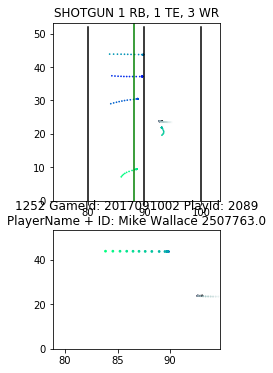 SHOTGUN 1 RB, 1 TE, 3 WR
50
40
30
20
10
0
80 90 100
1252 GameId: 2017091002 PlayId: 2089
PlayerName + ID: Mike Wallace 2507763.0
40
20
0
80 85 90